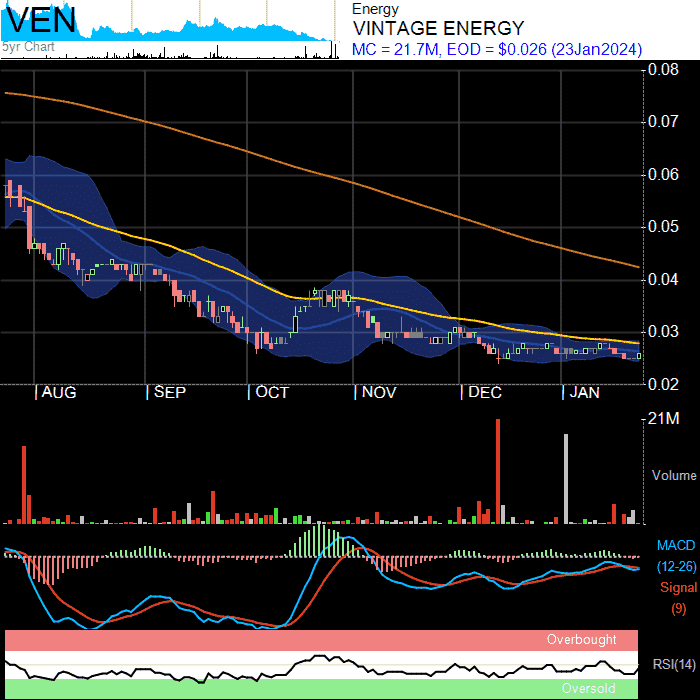 VEN
5yr Chart
Energy
VINTAGE ENERGY
MC = 21.7M, EOD = $0.026 (23Jan2024)
0.08
0.07
0.06
0.05
0.04
0.03
0.02
AUG SEP OCT NOV DEC JAN
21M
Volume
MACD
(12-26)
Signal
(9)
Overbought
RSI(14)
Oversold